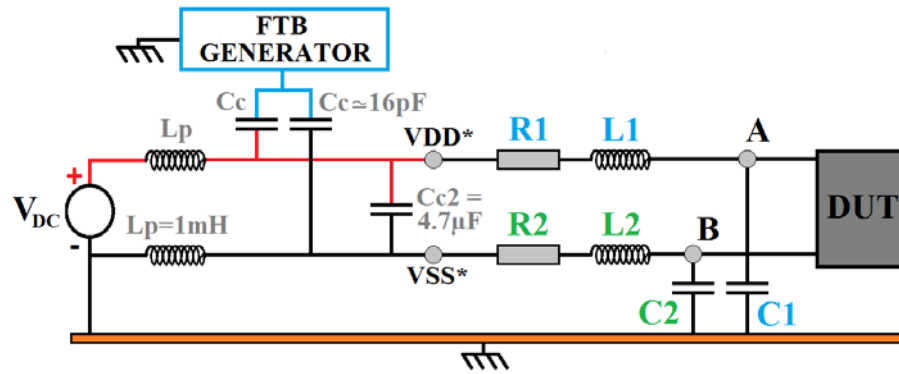 FTB
GENERATOR
Cc
Cc≃16pF
Lp
VDD*
R1
L1
A
+
VDC
-
Lp=1mH
Cc2 =
4.7µF
DUT
R2
L2
B
VSS*
C2
C1